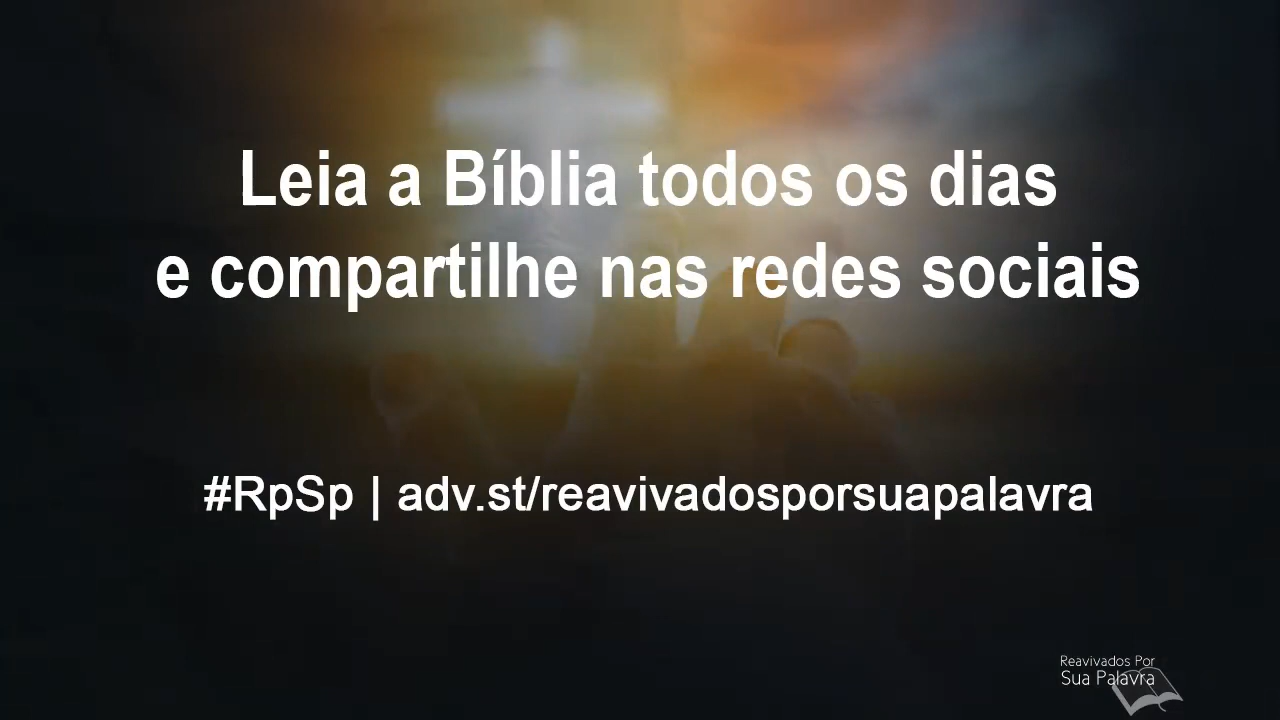 Leia a Bíblia todos os dias
e compartilhe nas redes sociais
#RpSp | adv.st/reavivadosporsuapalavra
Reavivados Por
Sua Palavra